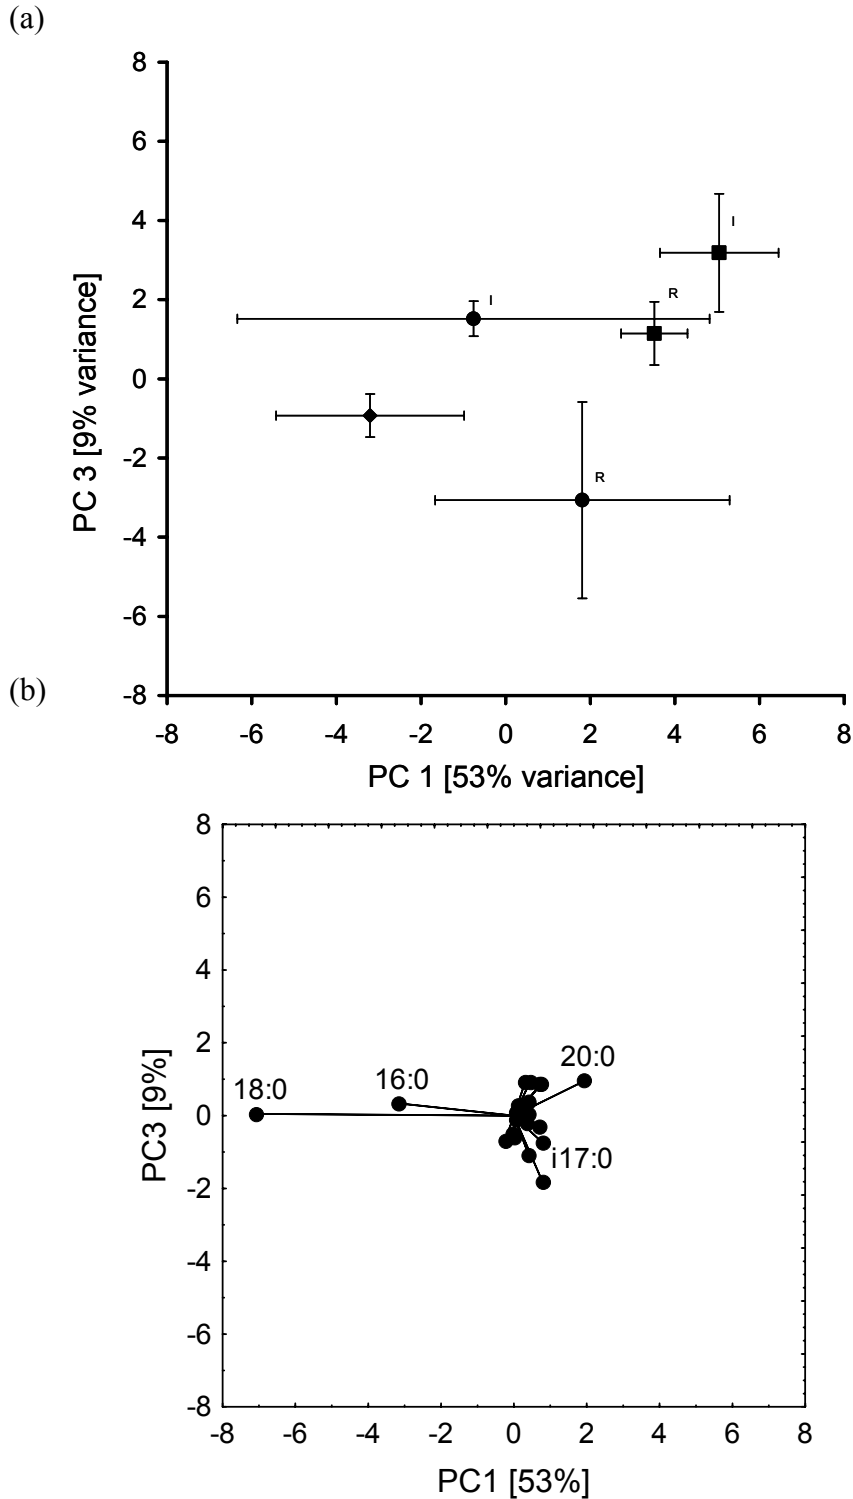 (a)
8
6
4
2
0
-2
-4
-6
-8
PC 3 [9% variance]
I
R
I
R
-8 -6 -4 -2 0 2 4 6 8
PC 1 [53% variance]
(b)
8
6
4
2
0
-2
-4
-6
-8
PC3 [9%]
18:0
16:0
20:0
i17:0
-8 -6 -4 -2 0 2 4 6 8
PC1 [53%]